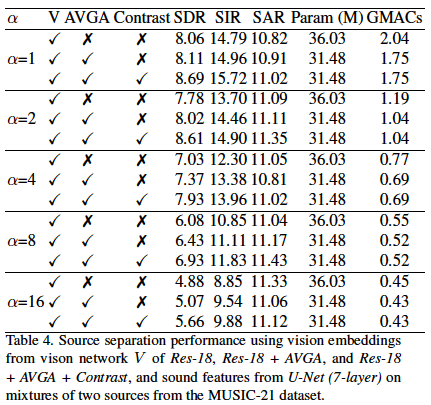 α V AVGA Contrast SDR SIR SAR Param (M) GMACs
✓ ✗ ✗ 8.06 14.79 10.82 36.03 2.04
α=1 ✓ ✓ ✗ 8.11 14.96 10.91 31.48 1.75
✓ ✓ ✓ 8.69 15.72 11.02 31.48 1.75
✓ ✗ ✗ 7.78 13.70 11.09 36.03 1.19
α=2 ✓ ✓ ✗ 8.02 14.46 11.11 31.48 1.04
✓ ✓ ✓ 8.61 14.90 11.35 31.48 1.04
✓ ✗ ✗ 7.03 12.30 11.05 36.03 0.77
α=4 ✓ ✓ ✗ 7.37 13.38 10.81 31.48 0.69
✓ ✓ ✓ 7.93 13.96 11.02 31.48 0.69
✓ ✗ ✗ 6.08 10.85 11.04 36.03 0.55
α=8 ✓ ✓ ✗ 6.43 11.11 11.17 31.48 0.52
✓ ✓ ✓ 6.93 11.83 11.43 31.48 0.52
✓ ✗ ✗ 4.88 8.85 11.33 36.03 0.45
α=16 ✓ ✓ ✗ 5.07 9.54 11.06 31.48 0.43
✓ ✓ ✓ 5.66 9.88 11.12 31.48 0.43
Table 4. Source separation performance using vision embeddings
from vison network V of Res-18, Res-18 + AVGA, and Res-18
+ AVGA + Contrast, and sound features from U-Net (7-layer) on
mixtures of two sources from the MUSIC-21 dataset.